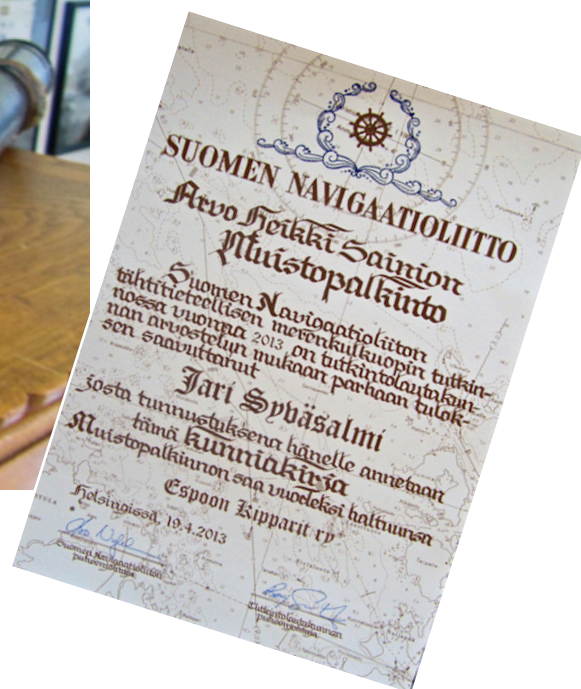 SUOMEN NAVIGAATIOLIITTO
Arvo Heikki Saimion
Muistopalkinto
Suomen Navigaatioliiton
tähtitieteellisen merenkulkuopin tutkin-
nossa vuonna 2013 on tutkintolautakun-
nan arvostelun mukaan parhaan tulok-
sen saavuttanut
Jari Syväsalmi
Josta tunnustuksena hänelle annetaan
tämä kunniakirja
Muistopalkinnon saa vuodeksi haltuunsa
Espoon Kipparit ry
Helsingissä, 19.4.2013
Suomen Navigaatioliiton
puheenjohtaja
Tutkintolautakunnan
puheenjohtaja